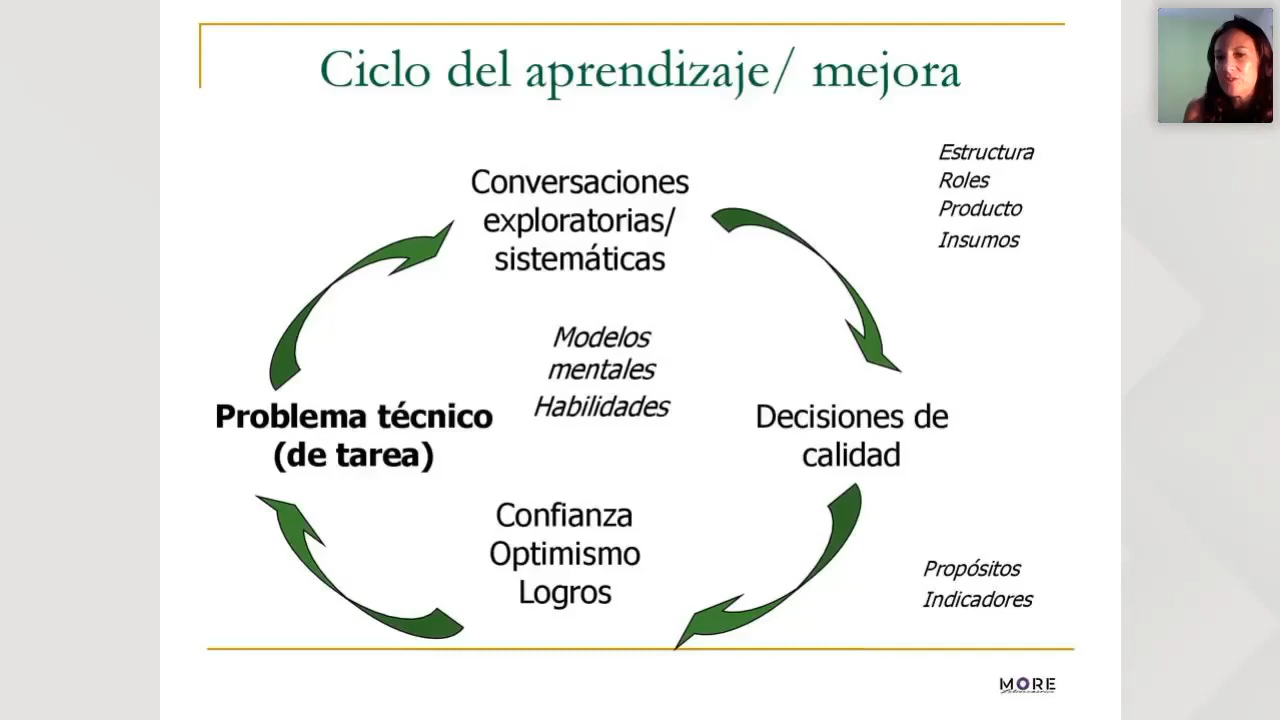 Ciclo del aprendizaje/ mejora
Estructura
Roles
Producto
Insumos
Conversaciones
exploratorias/
sistemáticas
Modelos
mentales
Habilidades
Problema técnico
(de tarea)
Decisiones de
calidad
Confianza
Optimismo
Logros
Propósitos
Indicadores
MORE